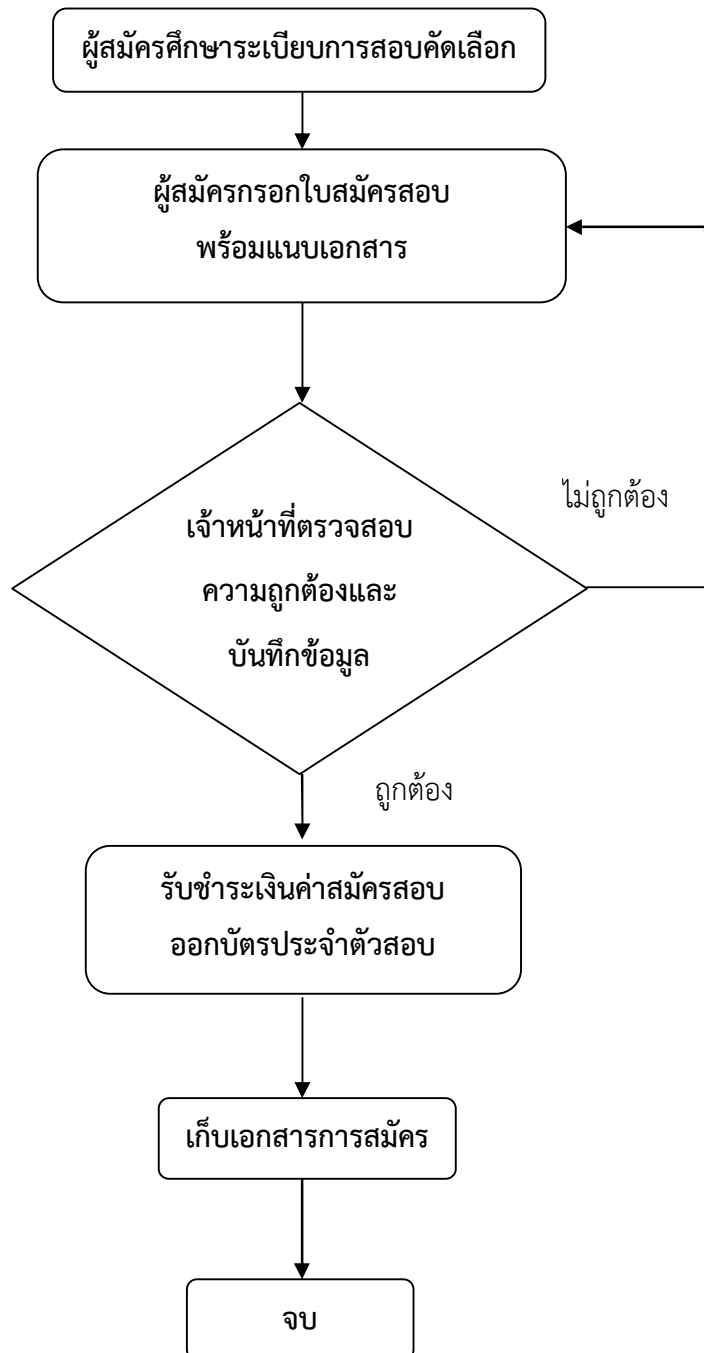 ผู้สมัครศึกษาระเบียบการสอบคัดเลือก
ผู้สมัครกรอกใบสมัครสอบ
พร้อมแนบเอกสาร
ไม่ถูกต้อง
เจ้าหน้าที่ตรวจสอบ
ความถูกต้องและ
บันทึกข้อมูล
ถูกต้อง
รับชำระเงินค่าสมัครสอบ
ออกบัตรประจำตัวสอบ
เก็บเอกสารการสมัคร
จบ